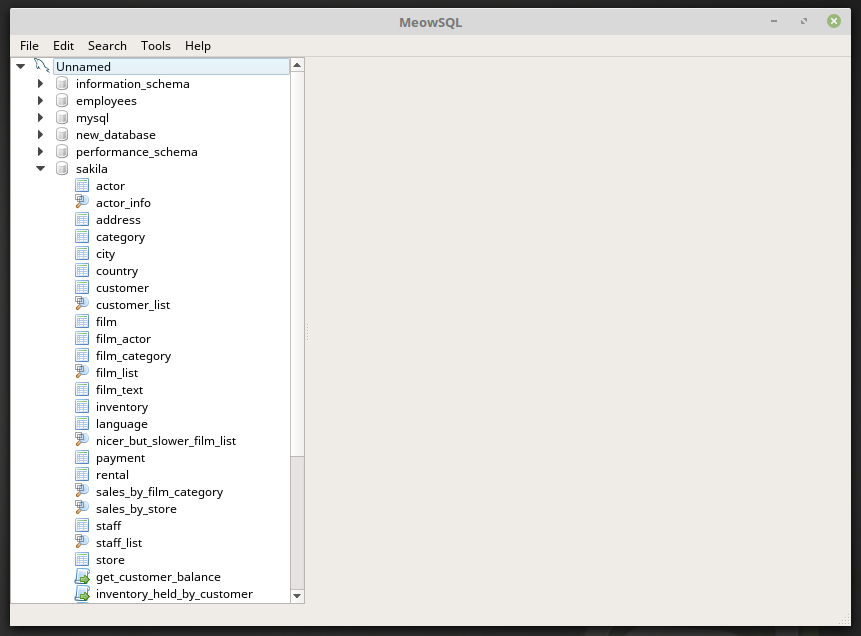 MeowSQL
File Edit Search Tools Help
Unnamed
information_schema
employees
mysql
new_database
performance_schema
sakila
actor
actor_info
address
category
city
country
customer
customer_list
film
film_actor
film_category
film_list
film_text
inventory
language
nicer_but_slower_film_list
payment
rental
sales_by_film_category
sales_by_store
staff
staff_list
store
get_customer_balance
inventory_held_by_customer